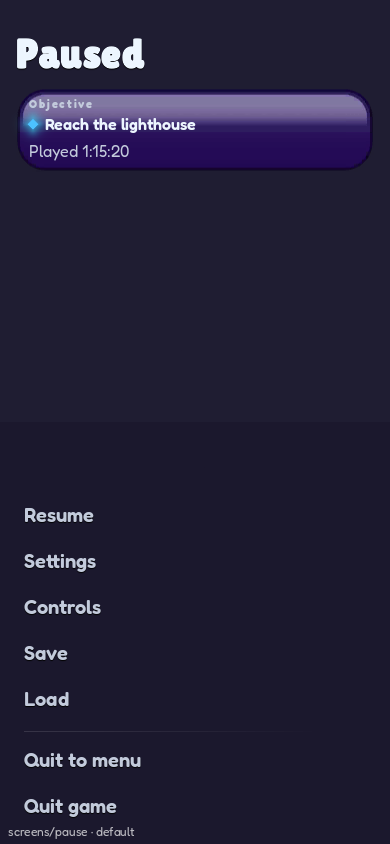 Paused
Objective
Reach the lighthouse
Played 1:15:20
Resume
Settings
Controls
Save
Load
Quit to menu
Quit game
screens/pause · default